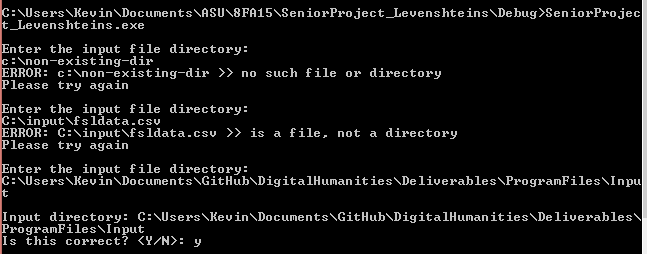 C:\Users\Kevin\Documents\ASU\8FA15\SeniorProject_Levenshteins\Debug>SeniorProjec
t_Levenshteins.exe
Enter the input file directory:
c:\non-existing-dir
ERROR: c:\non-existing-dir >> no such file or directory
Please try again
Enter the input file directory:
C:\input\fsldata.csv
ERROR: C:\input\fsldata.csv >> is a file, not a directory
Please try again
Enter the input file directory:
C:\Users\Kevin\Documents\GitHub\DigitalHumanities\Deliverables\ProgramFiles\Inpu
t
Input directory: C:\Users\Kevin\Documents\GitHub\DigitalHumanities\Deliverables\
ProgramFiles\Input
Is this correct? <Y/N>: y